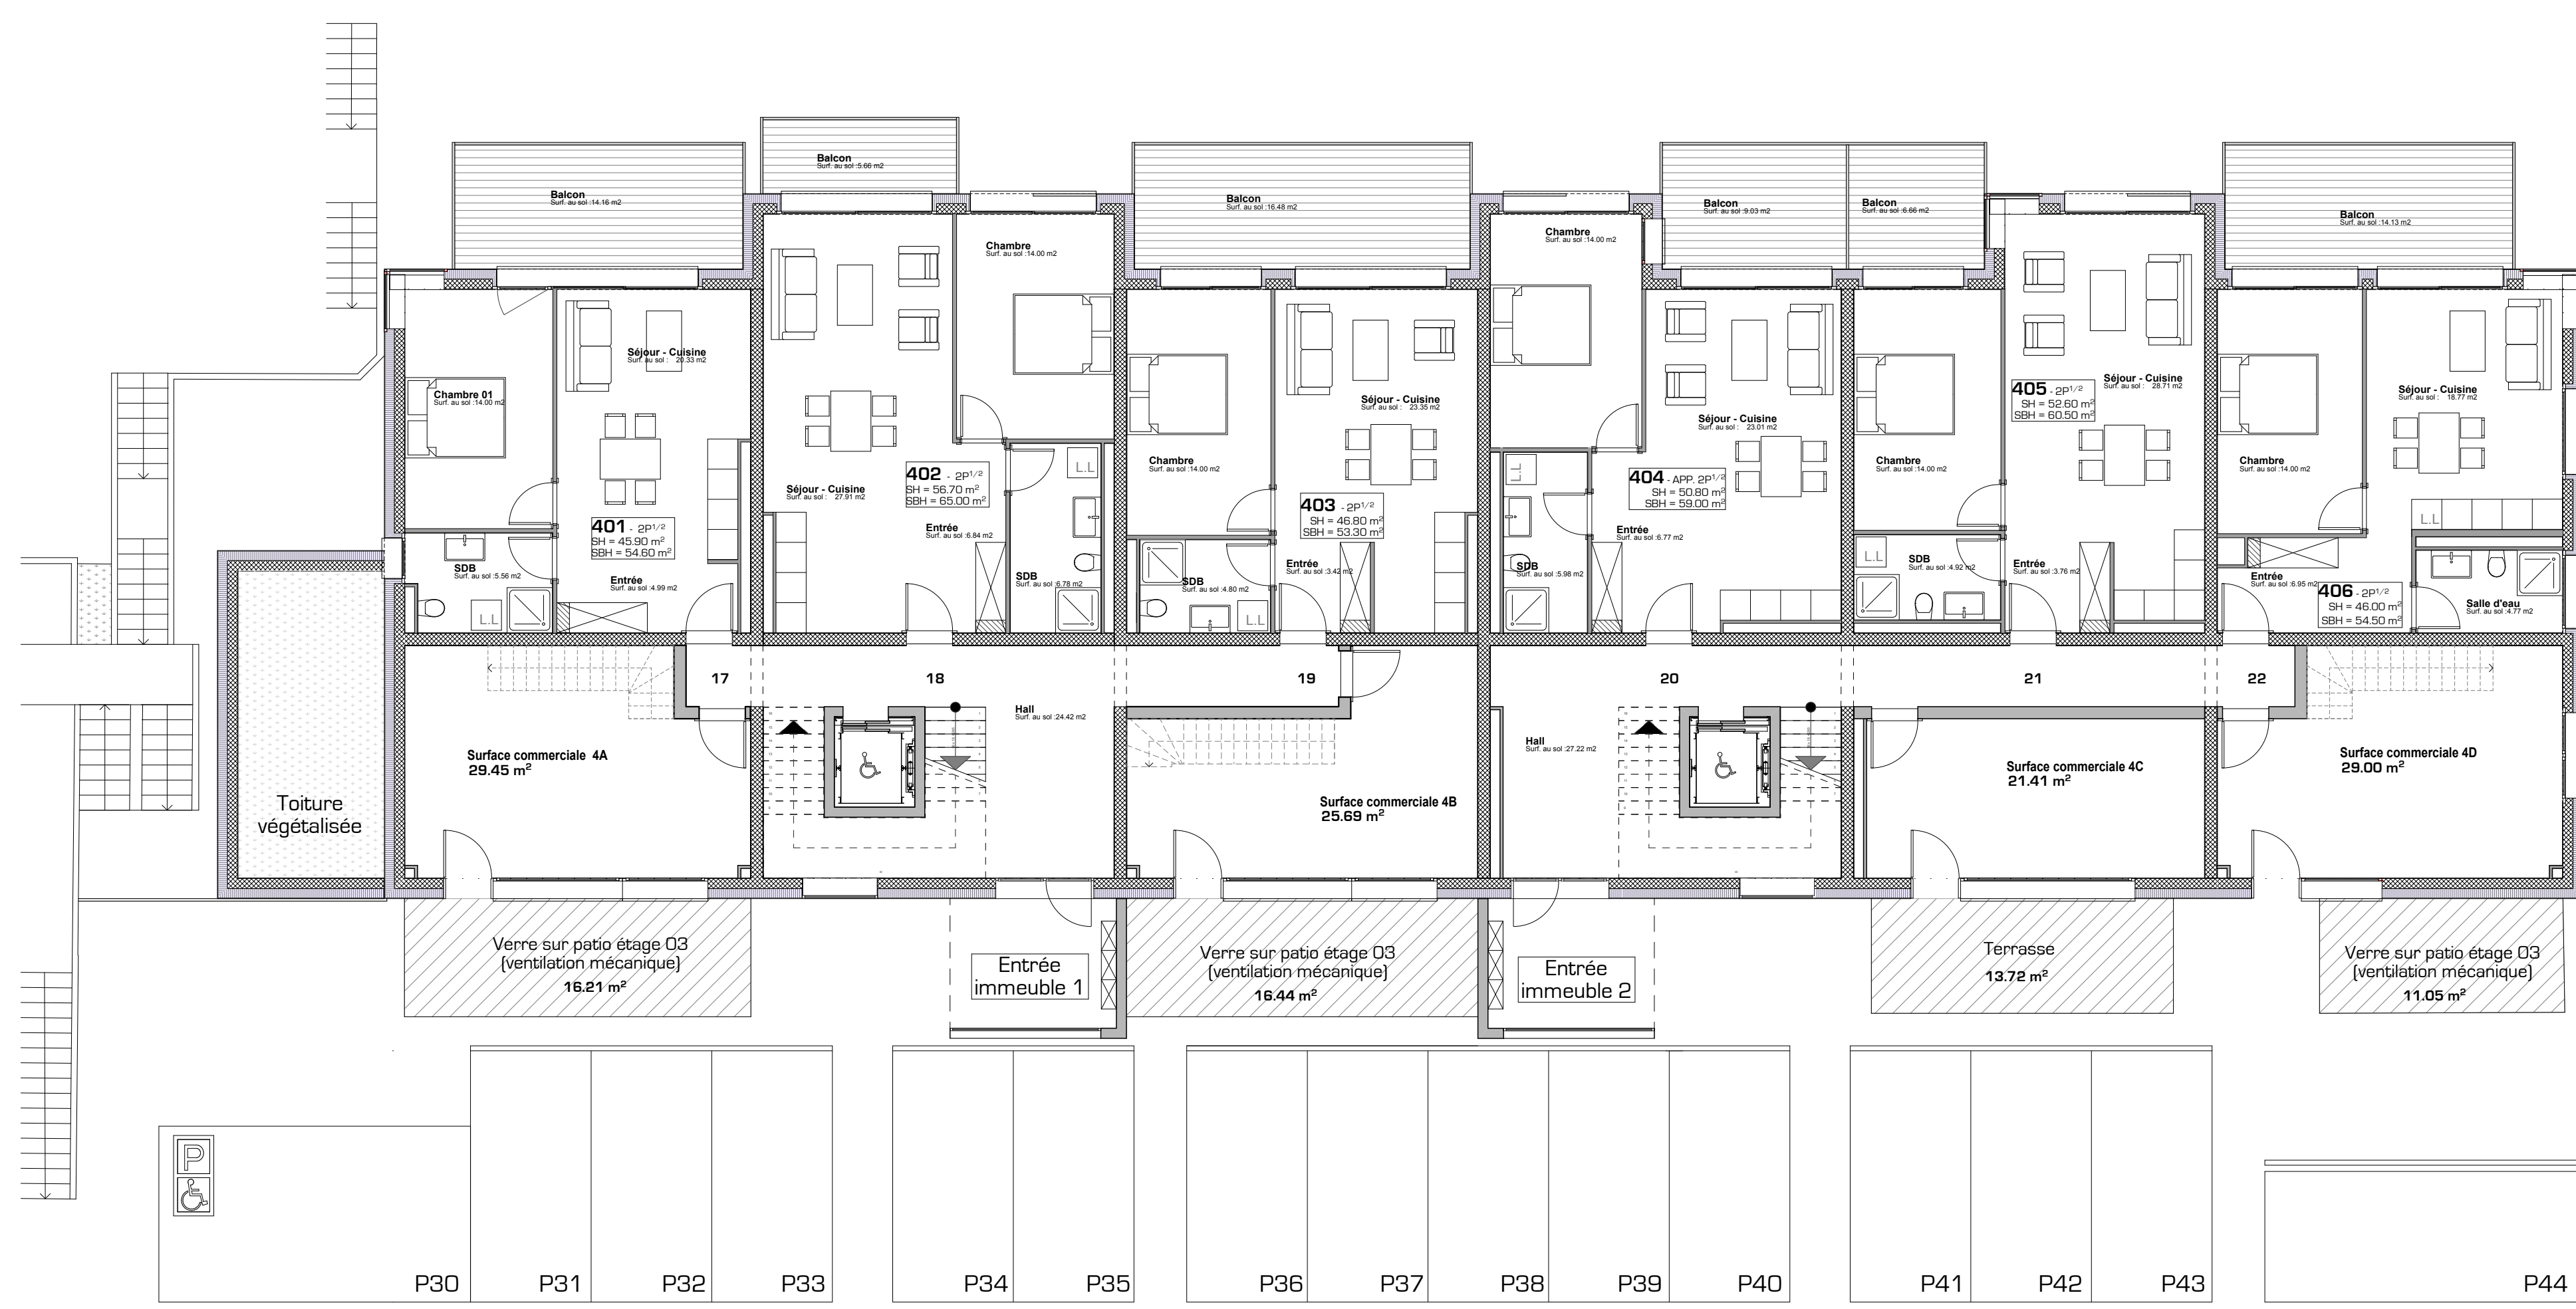 Balcon
Surf. au sol :14.16 m2
Balcon
Surf. au sol :5.66 m2
Balcon
Surf. au sol :16.48 m2
Balcon
Surf. au sol :9.03 m2
Balcon
Surf. au sol :6.66 m2
Balcon
Surf. au sol :14.13 m2
Chambre 01
Surf. au sol :14.00 m2
Séjour - Cuisine
Surf. au sol : 20.33 m2
401 - 2P1/2
SH = 45.90 m²
SBH = 54.60 m²
SDB
Surf. au sol :5.56 m2
L.L
Entrée
Surf. au sol :4.99 m2
Chambre
Surf. au sol :14.00 m2
Séjour - Cuisine
Surf. au sol : 27.91 m2
402 - 2P1/2
SH = 56.70 m²
SBH = 65.00 m²
L.L
Entrée
Surf. au sol :6.84 m2
SDB
Surf. au sol :6.78 m2
Chambre
Surf. au sol :14.00 m2
Séjour - Cuisine
Surf. au sol : 23.35 m2
403 - 2P1/2
SH = 46.80 m²
SBH = 53.30 m²
SDB
Surf. au sol :4.80 m2
L.L
Entrée
Surf. au sol :3.42 m2
Chambre
Surf. au sol :14.00 m2
Séjour - Cuisine
Surf. au sol : 23.01 m2
404 - APP. 2P1/2
SH = 50.80 m²
SBH = 59.00 m²
L.L
Entrée
Surf. au sol :6.77 m2
SDB
Surf. au sol :5.98 m2
Chambre
Surf. au sol :14.00 m2
405 - 2P1/2
SH = 52.60 m²
SBH = 60.50 m²
Séjour - Cuisine
Surf. au sol : 28.71 m2
L.L
SDB
Surf. au sol :4.92 m2
Entrée
Surf. au sol :3.76 m2
Chambre
Surf. au sol :14.00 m2
Séjour - Cuisine
Surf. au sol : 18.77 m2
L.L
Entrée
Surf. au sol :6.95 m2
406 - 2P1/2
SH = 46.00 m²
SBH = 54.50 m²
Salle d'eau
Surf. au sol :4.77 m2
17
18
19
20
21
22
Toiture
végétalisée
Surface commerciale 4A
29.45 m²
Hall
Surf. au sol :24.42 m2
Surface commerciale 4B
25.69 m²
Hall
Surf. au sol :27.22 m2
Surface commerciale 4C
21.41 m²
Surface commerciale 4D
29.00 m²
Verre sur patio étage 03
(ventilation mécanique)
16.21 m²
Entrée
immeuble 1
Verre sur patio étage 03
(ventilation mécanique)
16.44 m²
Entrée
immeuble 2
Terrasse
13.72 m²
Verre sur patio étage 03
(ventilation mécanique)
11.05 m²
P
P30
P31
P32
P33
P34
P35
P36
P37
P38
P39
P40
P41
P42
P43
P44